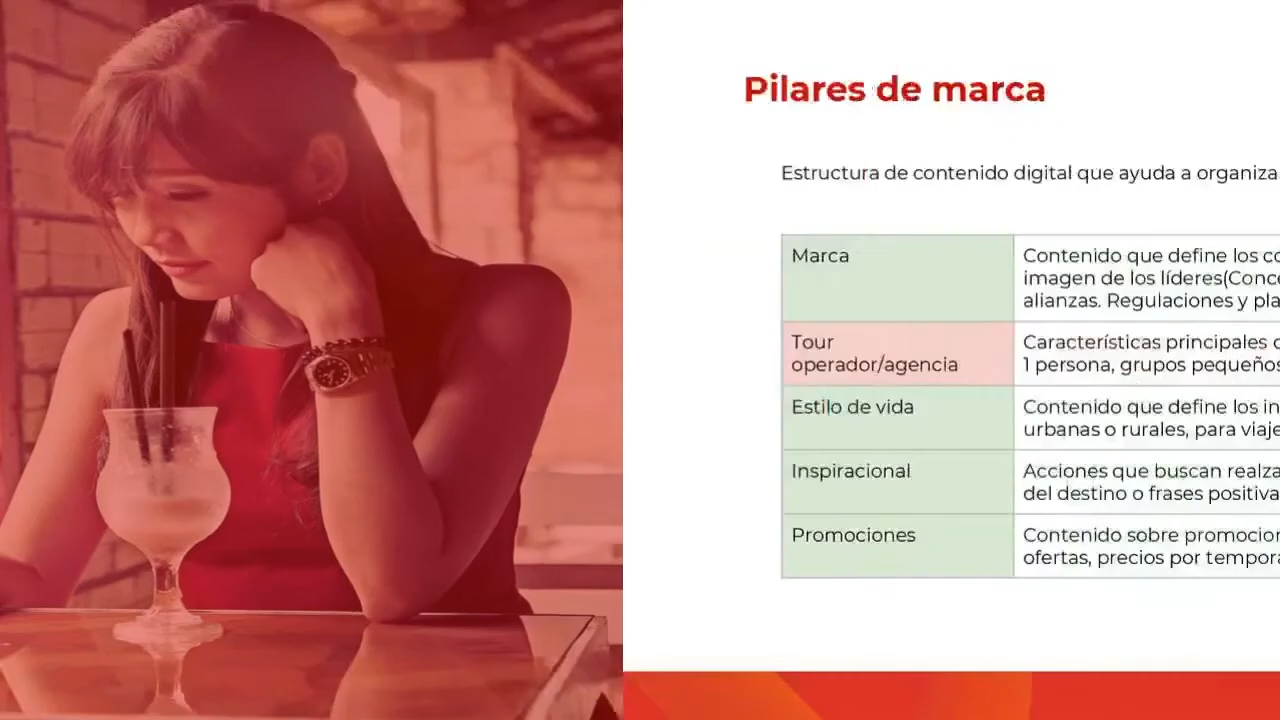 Pilares de marca
Estructura de contenido digital que ayuda a organiza
Marca
Contenido que define los co
imagen de los líderes(Conce
alianzas. Regulaciones y pla
Tour
operador/agencia
Características principales d
1 persona, grupos pequeños
Estilo de vida
Contenido que define los in
urbanas o rurales, para viaje
Inspiracional
Acciones que buscan realza
del destino o frases positiva
Promociones
Contenido sobre promocion
ofertas, precios por tempora